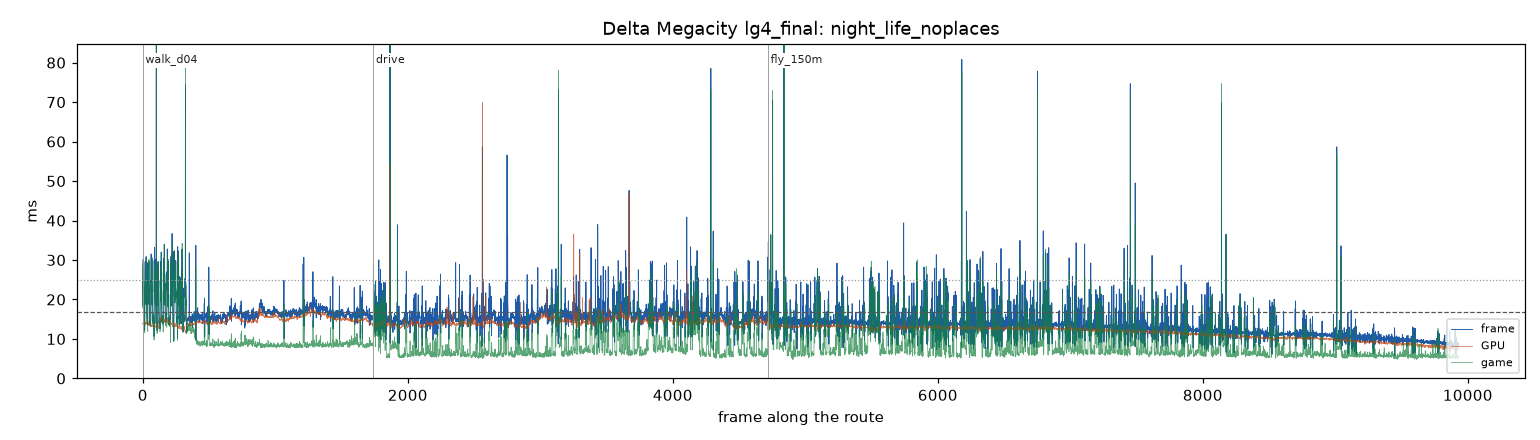 Delta Megacity lg4_final: night_life_noplaces
walk_d04
drive
fly_150m
80
70
60
50
40
30
20
10
0
ms
0
2000
4000
6000
8000
10000
frame along the route
frame
GPU
game